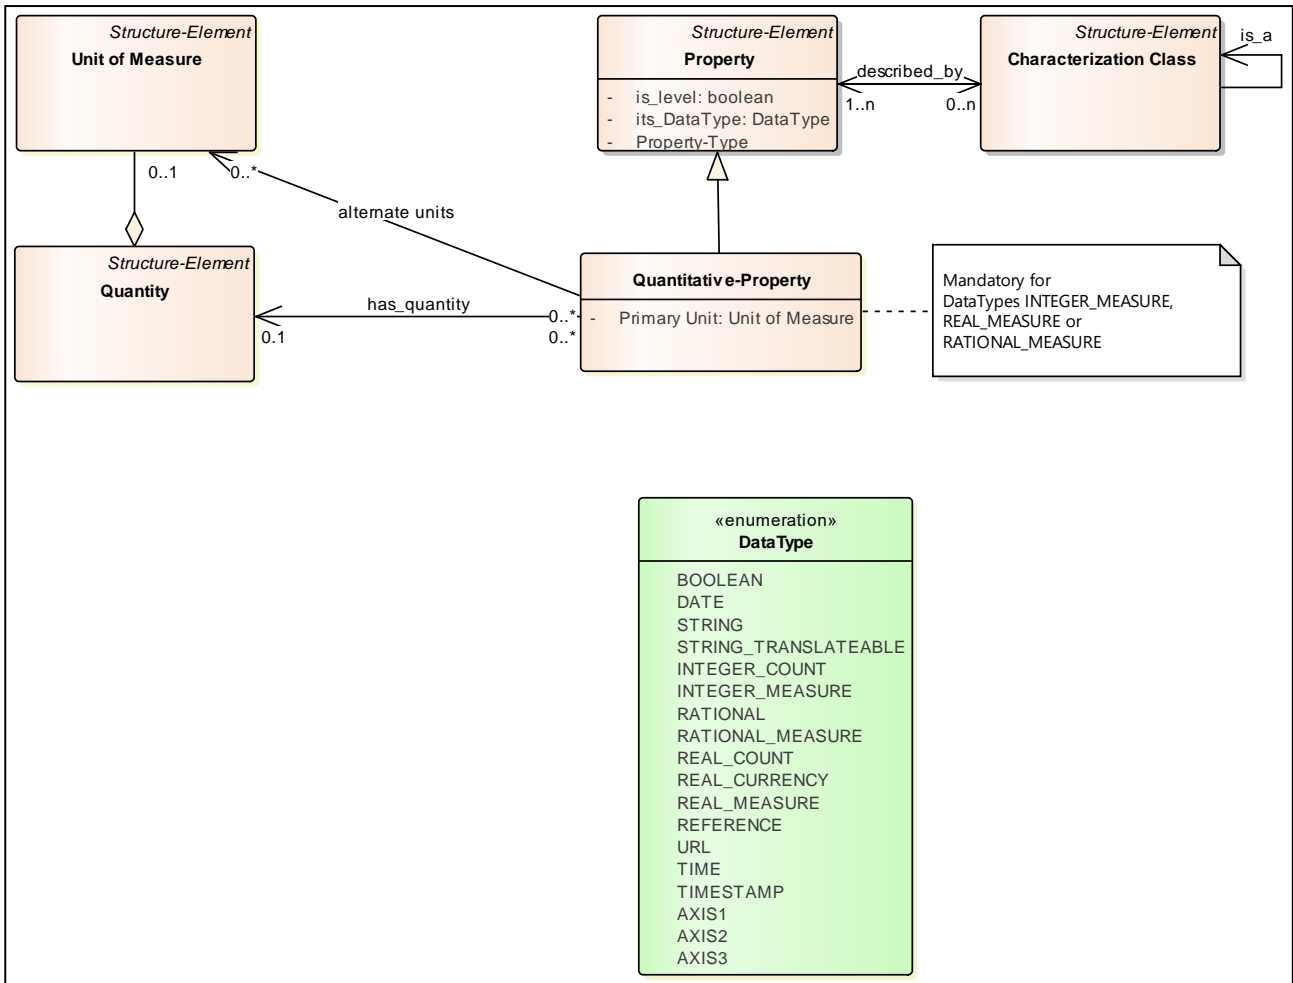 Structure-Element
Unit of Measure
Structure-Element
Property
- is_level: boolean
- its_DataType: DataType
- Property-Type
described_by
1..n
0..n
Structure-Element
Characterization Class
is_a
0..1
0..*
alternate units
Structure-Element
Quantity
has_quantity
0.1
0..*
0..*
Quantitative-Property
- Primary Unit: Unit of Measure
Mandatory for
DataTypes INTEGER_MEASURE,
REAL_MEASURE or
RATIONAL_MEASURE
«enumeration»
DataType
BOOLEAN
DATE
STRING
STRING_TRANSLATEABLE
INTEGER_COUNT
INTEGER_MEASURE
RATIONAL
RATIONAL_MEASURE
REAL_COUNT
REAL_CURRENCY
REAL_MEASURE
REFERENCE
URL
TIME
TIMESTAMP
AXIS1
AXIS2
AXIS3